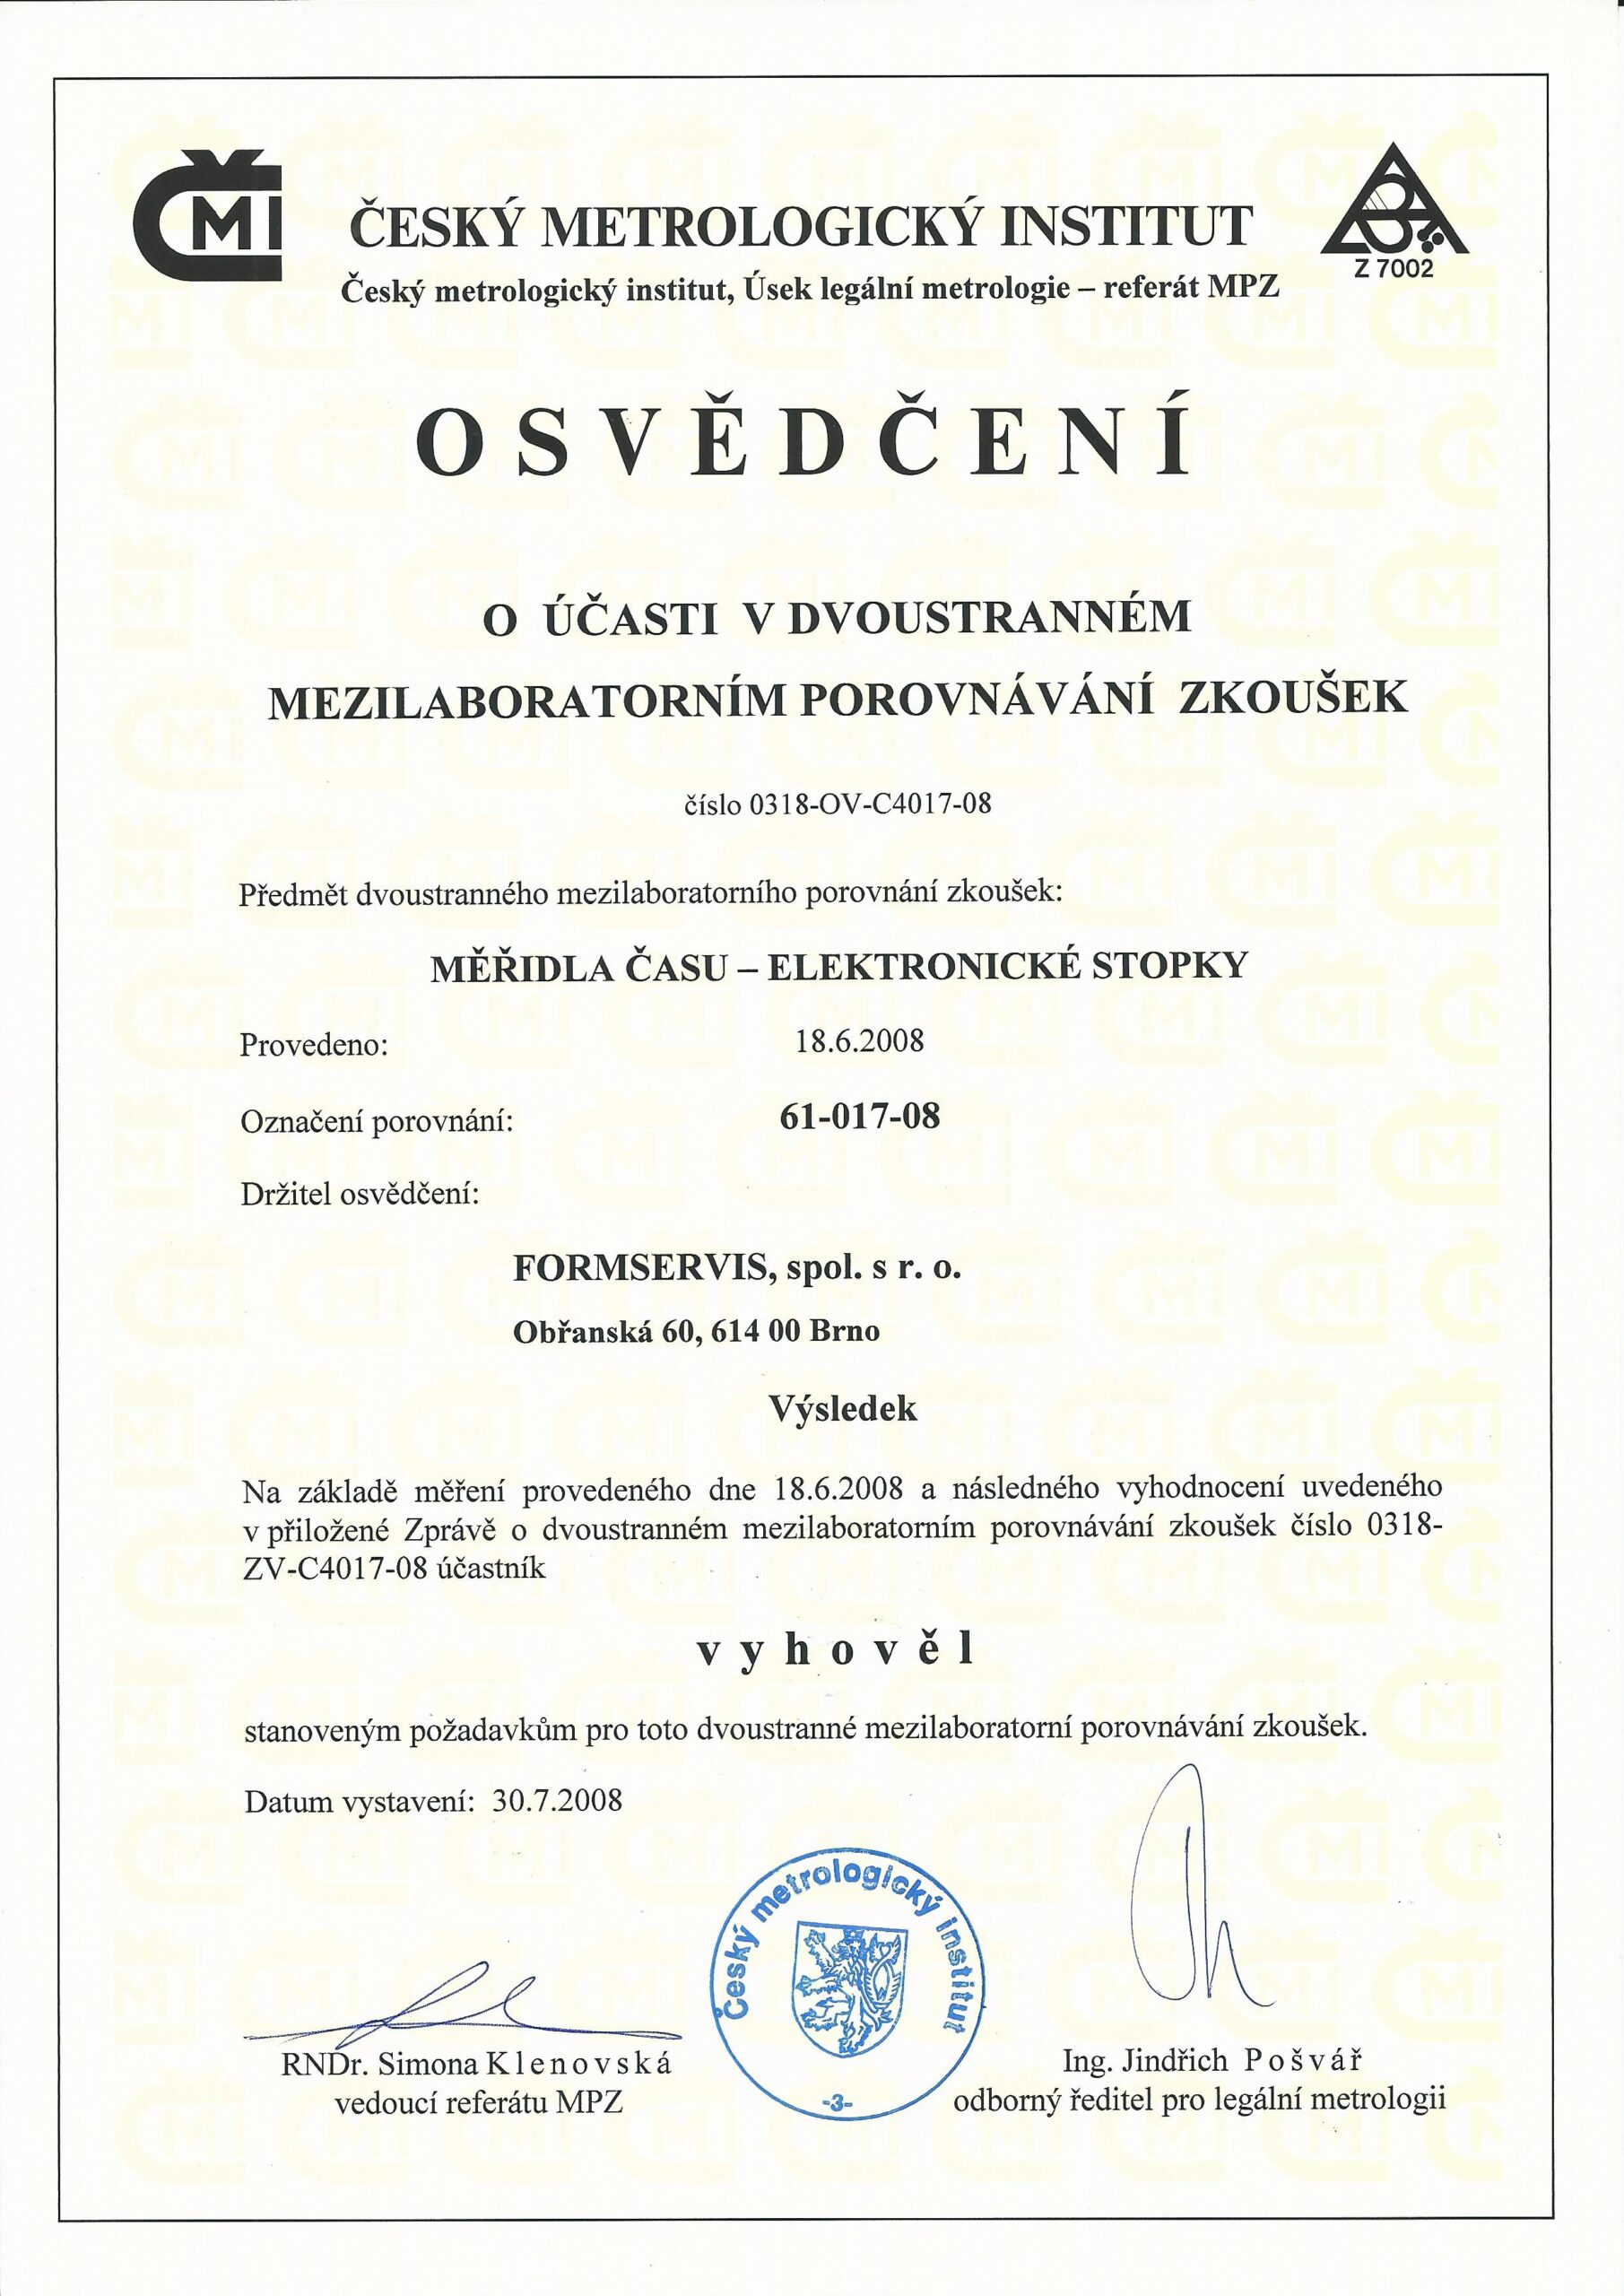 ČMI
ČESKÝ METROLOGICKÝ INSTITUT
Český metrologický institut, Úsek legální metrologie – referát MPZ
Z 7002
OSVĚDČENÍ
O ÚČASTI V DVOUSTRANNÉM
MEZILABORATORNÍM POROVNÁVÁNÍ ZKOUŠEK
číslo 0318-OV-C4017-08
Předmět dvoustranného mezilaboratorního porovnání zkoušek:
MĚŘIDLA ČASU – ELEKTRONICKÉ STOPKY
Provedeno: 18.6.2008
Označení porovnání: 61-017-08
Držitel osvědčení:
FORMSERVIS, spol. s r. o.
Obřanská 60, 614 00 Brno
Výsledek
Na základě měření provedeného dne 18.6.2008 a následného vyhodnocení uvedeného
v přiložené Zprávě o dvoustranném mezilaboratorním porovnávání zkoušek číslo 0318-
ZV-C4017-08 účastník
vyhověl
stanoveným požadavkům pro toto dvoustranné mezilaboratorní porovnávání zkoušek.
Datum vystavení: 30.7.2008
Český metrologický institut
-3-
RNDr. Simona Klenovská
vedoucí referátu MPZ
Ing. Jindřich Pošvář
odborný ředitel pro legální metrologii